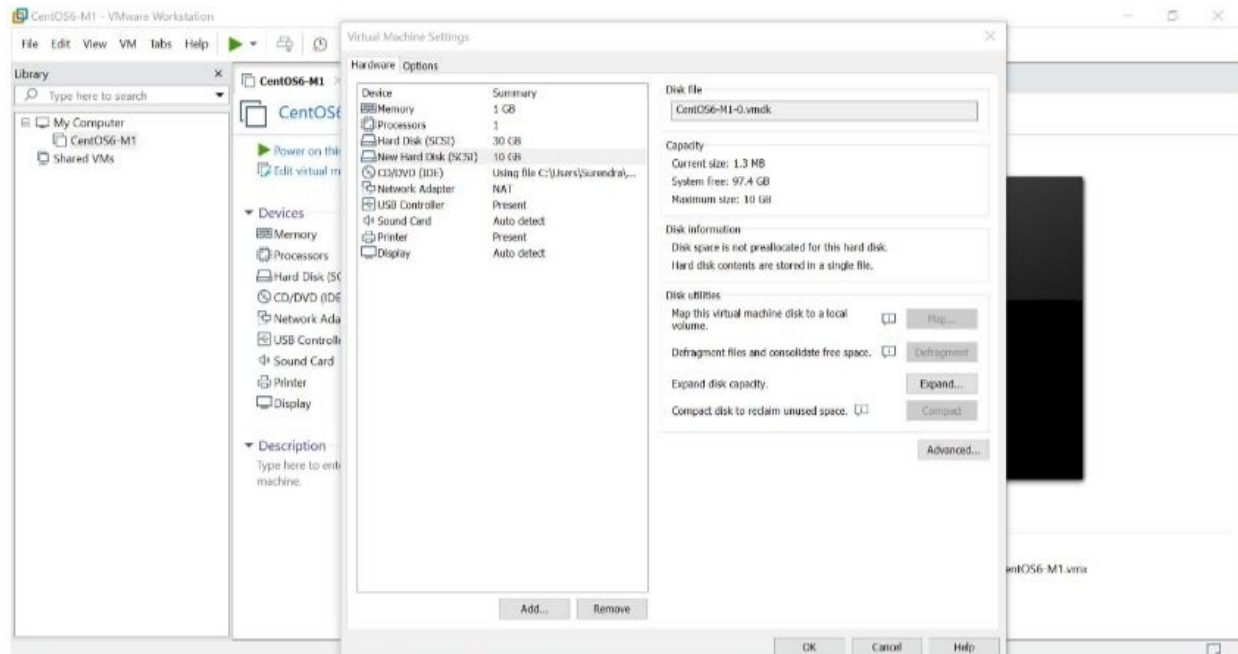 CentOS6-M1 - VMware Workstation
File Edit View VM Tabs Help
Library
Type here to search
My Computer
CentOS6-M1
Shared VMs
CentOS6-M1
CentOS6
Power on this
Edit virtual m
Devices
Memory
Processors
Hard Disk (SC
CD/DVD (IDE
Network Ada
USB Controlle
Sound Card
Printer
Display
Description
Type here to ente
machine.
Virtual Machine Settings
Hardware Options
Device Summary
Memory 1 GB
Processors 1
Hard Disk (SCSI) 30 GB
New Hard Disk (SCSI) 10 GB
CD/DVD (IDE) Using file C:\Users\Surendra\,...
Network Adapter NAT
USB Controller Present
Sound Card Auto detect
Printer Present
Display Auto detect
Add... Remove
Disk file
CentOS6-M1-0.vmdk
Capacity
Current size: 1.3 MB
System free: 97.4 GB
Maximum size: 10 GB
Disk information
Disk space is not preallocated for this hard disk.
Hard disk contents are stored in a single file.
Disk utilities
Map this virtual machine disk to a local
volume.
Map...
Defragment files and consolidate free space. Defragment
Expand disk capacity. Expand...
Compact disk to reclaim unused space. Compact
Advanced...
OK Cancel Help
entOS6-M1.vmx